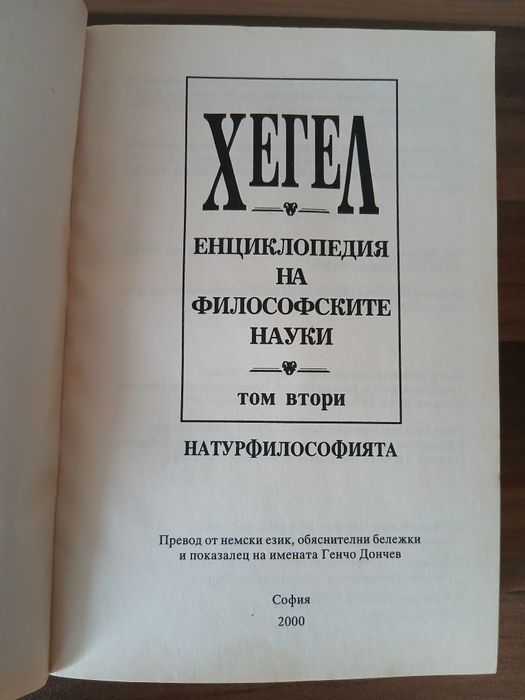 ХЕГЕЛ
ЕНЦИКЛОПЕДИЯ
НА
ФИЛОСОФСКИТЕ
НАУКИ
том втори
НАТУРФИЛОСОФИЯТА
Превод от немски език, обяснителни бележки
и показалец на имената Генчо Дончев
София
2000